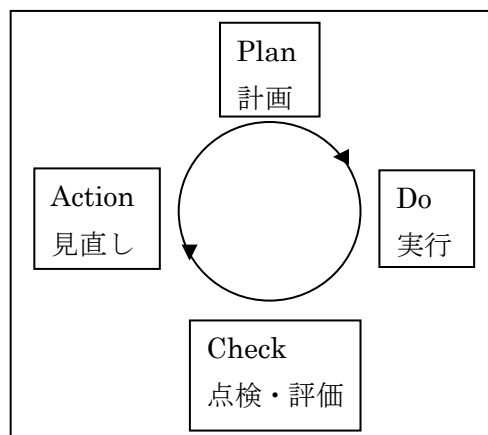 Plan
計画
Do
実行
Check
点検・評価
Action
見直し